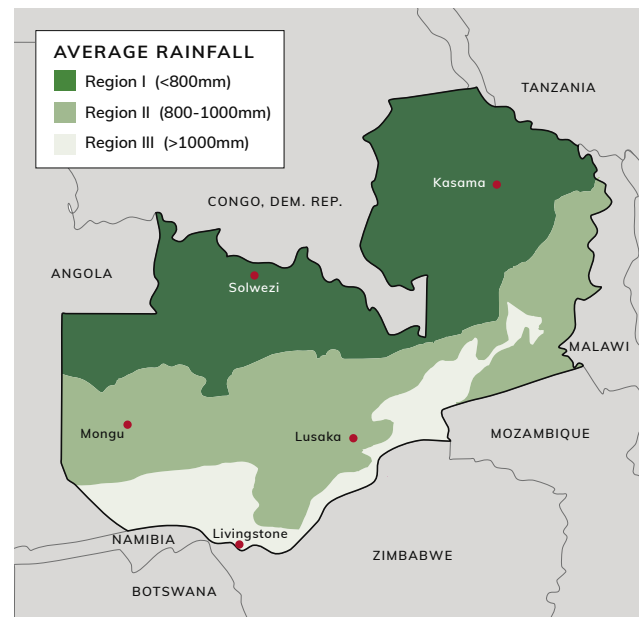 AVERAGE RAINFALL
Region I (<800mm)
Region II (800-1000mm)
Region III (>1000mm)
TANZANIA
Kasama
CONGO, DEM. REP.
ANGOLA
Solwezi
MALAWI
Mongu
Lusaka
MOZAMBIQUE
Livingstone
NAMIBIA
ZIMBABWE
BOTSWANA